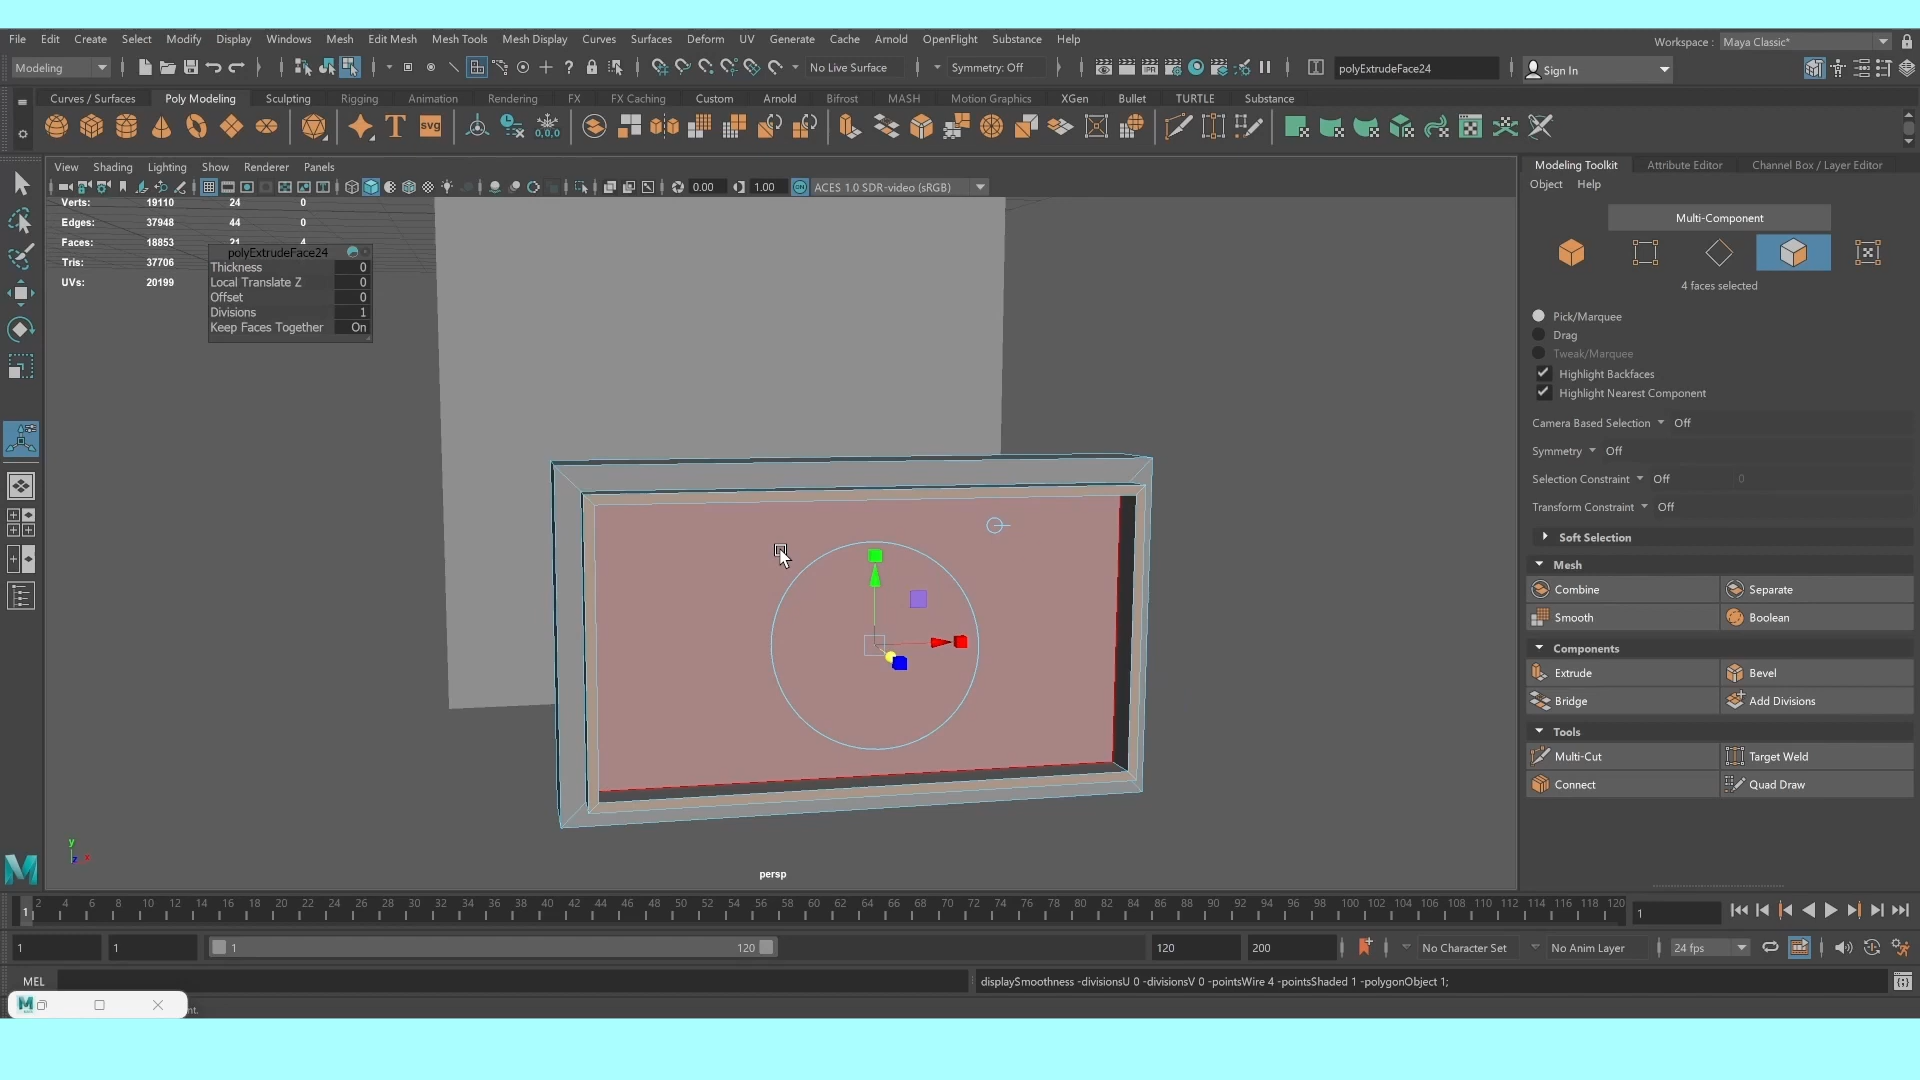 File Edit Create Select Modify Display Windows Mesh Edit Mesh Mesh Tools Mesh Display Curves Surfaces Deform UV Generate Cache Arnold OpenFlight Substance Help
Workspace : Maya Classic*
Modeling No Live Surface Symmetry: Off polyExtrudeFace24 Sign In
Curves / Surfaces Poly Modeling Sculpting Rigging Animation Rendering FX FX Caching Custom Arnold Bifrost MASH Motion Graphics XGen Bullet TURTLE Substance
T svg 0,0,0
View Shading Lighting Show Renderer Panels
0.00 1.00 ON ACES 1.0 SDR-video (sRGB)
Verts: 19110 24 0
Edges: 37948 44 0
Faces: 18853 21 4
Tris: 37706
UVs: 20199
polyExtrudeFace24
Thickness 0
Local Translate Z 0
Offset 0
Divisions 1
Keep Faces Together On
y
z x
persp
Modeling Toolkit Attribute Editor Channel Box / Layer Editor
Object Help
Multi-Component
4 faces selected
Pick/Marquee
Drag
Tweak/Marquee
Highlight Backfaces
Highlight Nearest Component
Camera Based Selection Off
Symmetry Off
Selection Constraint Off 0
Transform Constraint Off
Soft Selection
Mesh
Combine Separate
Smooth Boolean
Components
Extrude Bevel
Bridge Add Divisions
Tools
Multi-Cut Target Weld
Connect Quad Draw
1 2 4 6 8 10 12 14 16 18 20 22 24 26 28 30 32 34 36 38 40 42 44 46 48 50 52 54 56 58 60 62 64 66 68 70 72 74 76 78 80 82 84 86 88 90 92 94 96 98 100 102 104 106 108 110 112 114 116 120 1
1 1 1 120 120 200 No Character Set No Anim Layer 24 fps
MEL displaySmoothness -divisionsU 0 -divisionsV 0 -pointsWire 4 -pointsShaded 1 -polygonObject 1;
M nt.